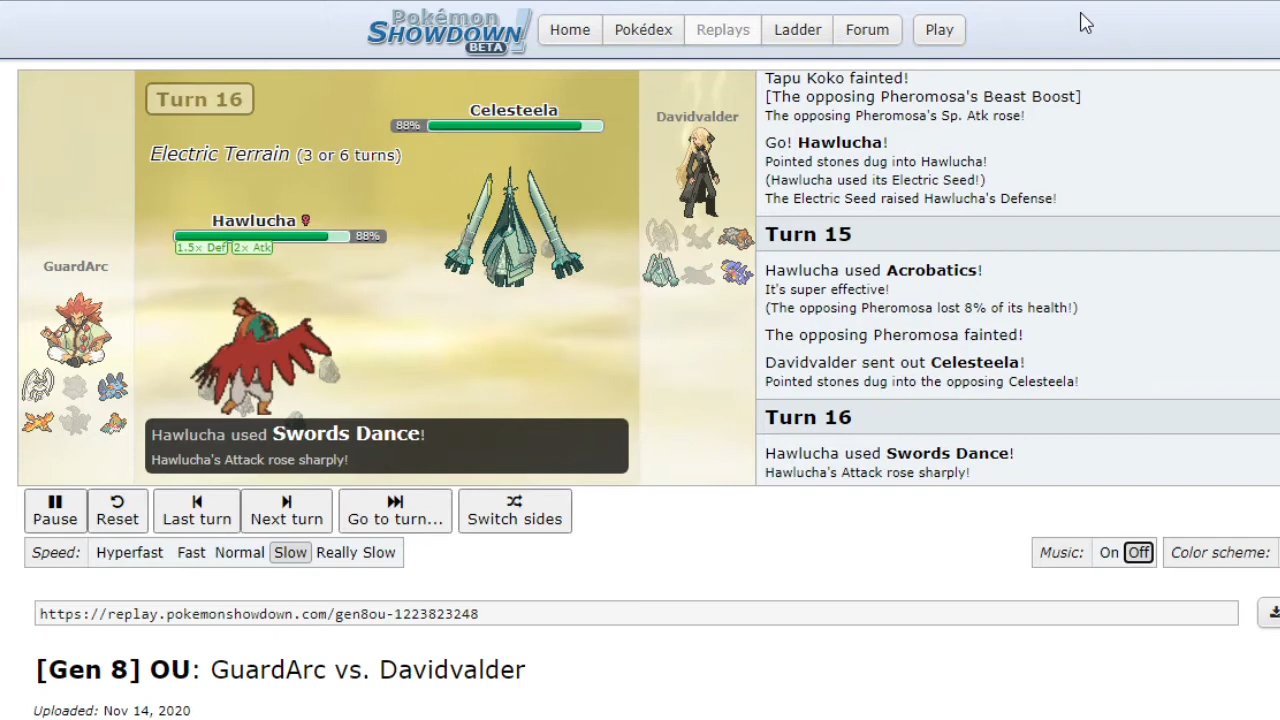 Pokémon
SHOWDOWN!
BETA
Home
Pokédex
Replays
Ladder
Forum
Play
Turn 16
Celesteela
88%
Electric Terrain (3 or 6 turns)
Hawlucha
88%
1.5× Def 2× Atk
GuardArc
Davidvalder
Hawlucha used Swords Dance!
Hawlucha's Attack rose sharply!
Tapu Koko fainted!
[The opposing Pheromosa's Beast Boost]
The opposing Pheromosa's Sp. Atk rose!
Go! Hawlucha!
Pointed stones dug into Hawlucha!
(Hawlucha used its Electric Seed!)
The Electric Seed raised Hawlucha's Defense!
Turn 15
Hawlucha used Acrobatics!
It's super effective!
(The opposing Pheromosa lost 8% of its health!)
The opposing Pheromosa fainted!
Davidvalder sent out Celesteela!
Pointed stones dug into the opposing Celesteela!
Turn 16
Hawlucha used Swords Dance!
Hawlucha's Attack rose sharply!
Pause
Reset
Last turn
Next turn
Go to turn...
Switch sides
Speed: Hyperfast Fast Normal Slow Really Slow
Music: On Off
Color scheme:
https://replay.pokemonshowdown.com/gen8ou-1223823248
[Gen 8] OU: GuardArc vs. Davidvalder
Uploaded: Nov 14, 2020